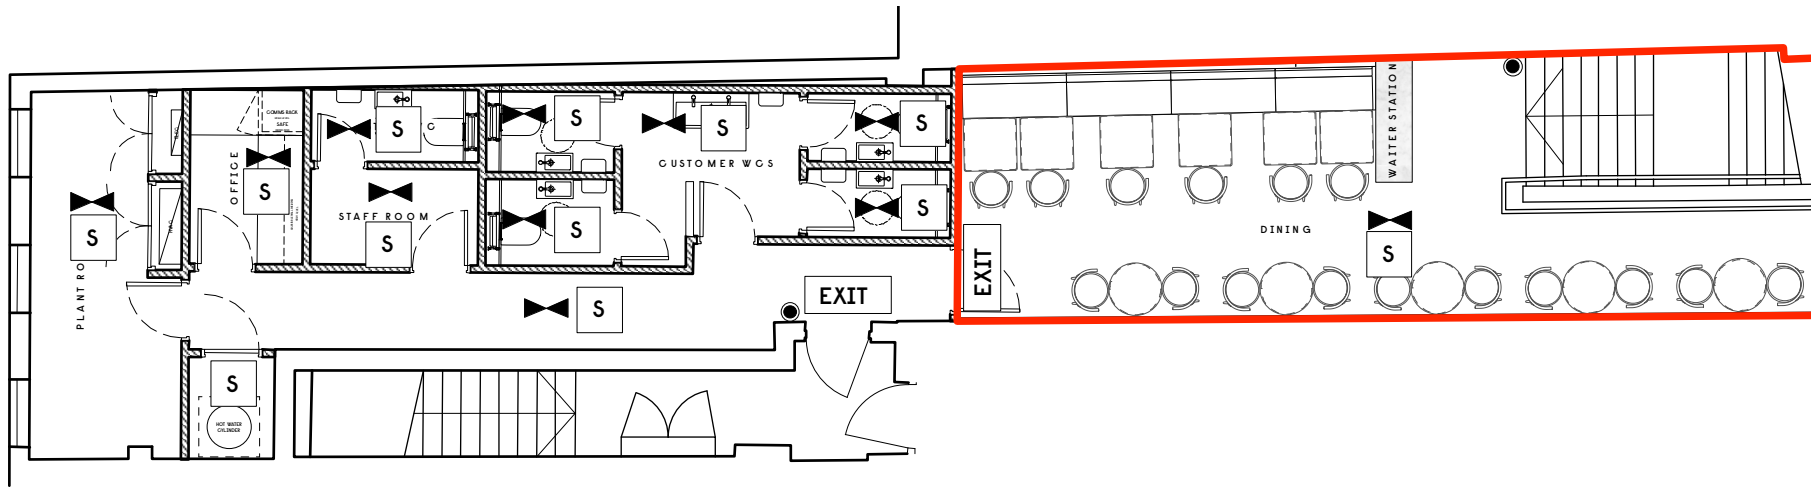 PLANT RO
S
OFFICE
S
COMMS RACK
SAFE
S
C
STAFF ROOM
S
S
S
CUSTOMER WCS
S
S
S
S
EXIT
S
HOT WATER
CYLINDER
EXIT
DINING
S
WAITER STATION